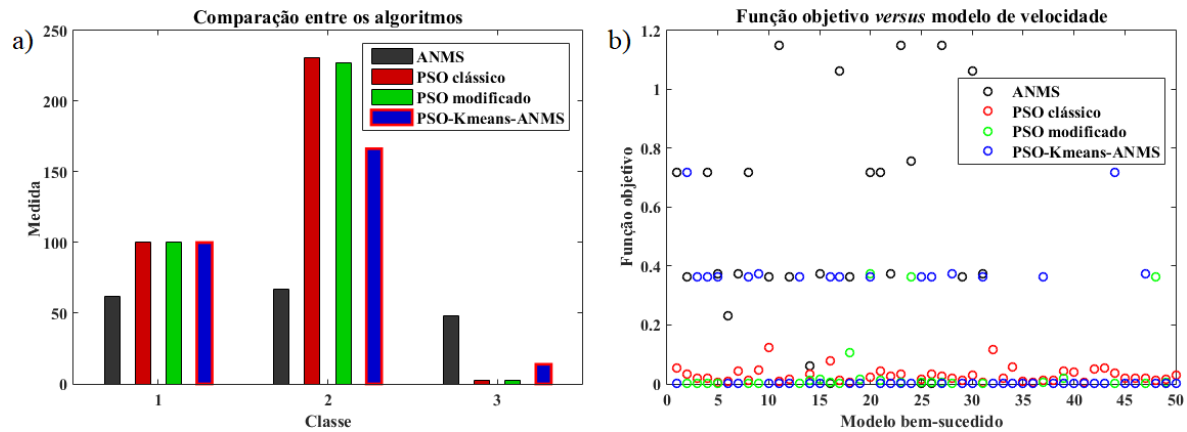 a)
Comparação entre os algoritmos
250
200
150
100
50
0
Medida
1
2
3
Classe
ANMS
PSO clássico
PSO modificado
PSO-Kmeans-ANMS
b)
Função objetivo versus modelo de velocidade
1.2
1
0.8
0.6
0.4
0.2
0
Função objetivo
0
5
10
15
20
25
30
35
40
45
50
Modelo bem-sucedido
ANMS
PSO clássico
PSO modificado
PSO-Kmeans-ANMS